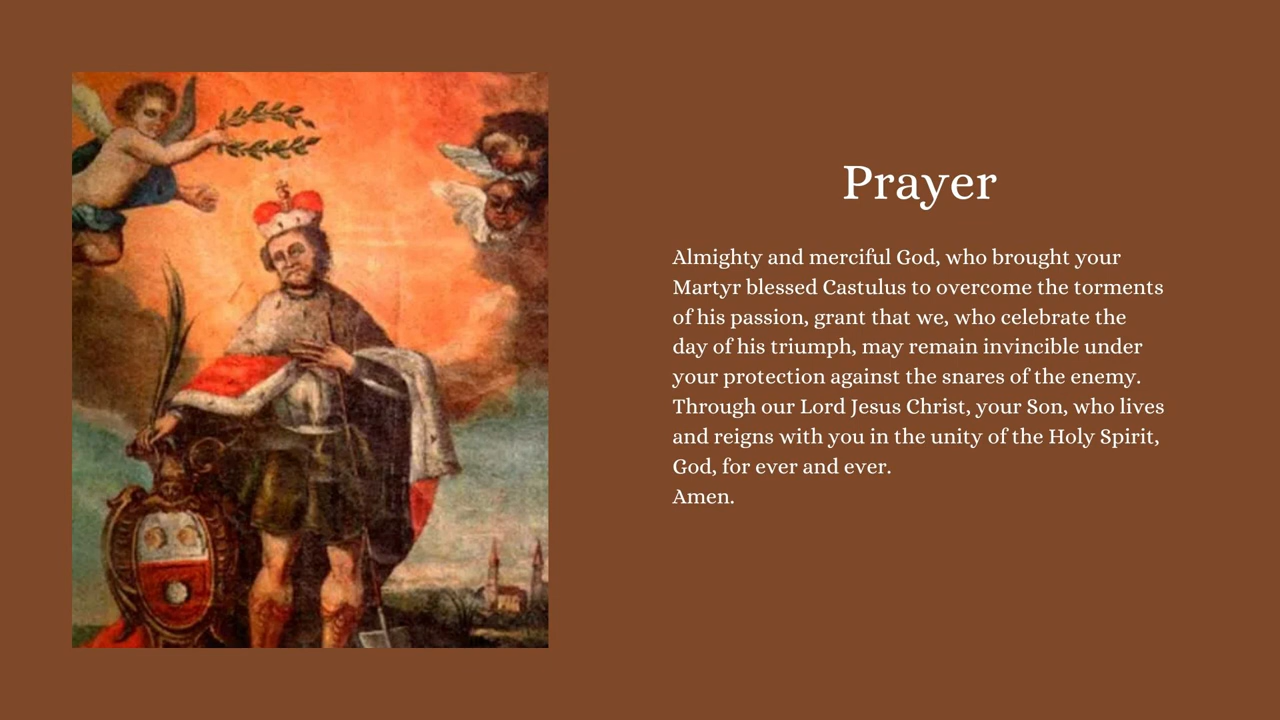 Prayer
Almighty and merciful God, who brought your
Martyr blessed Castulus to overcome the torments
of his passion, grant that we, who celebrate the
day of his triumph, may remain invincible under
your protection against the snares of the enemy.
Through our Lord Jesus Christ, your Son, who lives
and reigns with you in the unity of the Holy Spirit,
God, for ever and ever.
Amen.